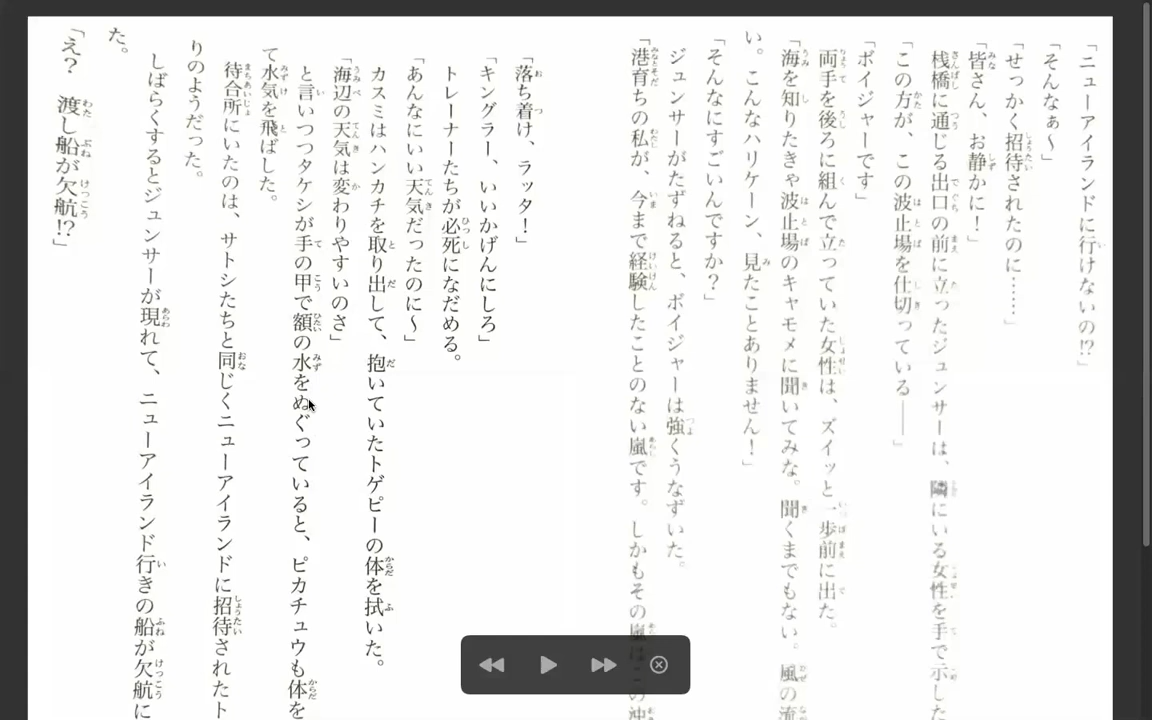 「ニューアイランドに行けないの!?」
「そんなぁ〜」
「せっかく招待されたのに……」
「皆さん、お静かに！」
桟橋に通じる出口の前に立ったジュンサーは、隣にいる女性を手で示した
「この方が、この波止場を仕切っている——」
「ボイジャーです」
両手を後ろに組んで立っていた女性は、ズイッと一歩前に出た。
「海を知りたきゃ波止場のキャモメに聞いてみな。聞くまでもない。風の流
い。こんなハリケーン、見たことありません！」
「そんなにすごいんですか？」
ジュンサーがたずねると、ボイジャーは強くうなずいた。
「港育ちの私が、今まで経験したことのない嵐です。しかもその嵐はこの沖
「落ち着け、ラッタ！」
「キングラー、いいかげんにしろ」
トレーナーたちが必死になだめる。
「あんなにいい天気だったのに〜」
カスミはハンカチを取り出して、抱いていたトゲピーの体を拭いた。
「海辺の天気は変わりやすいのさ」
と言いつつタケシが手の甲で額の水をぬぐっていると、ピカチュウも体を
て水気を飛ばした。
待合所にいたのは、サトシたちと同じくニューアイランドに招待されたト
りのようだった。
しばらくするとジュンサーが現れて、ニューアイランド行きの船が欠航に
た。
「え？　渡し船が欠航!?」